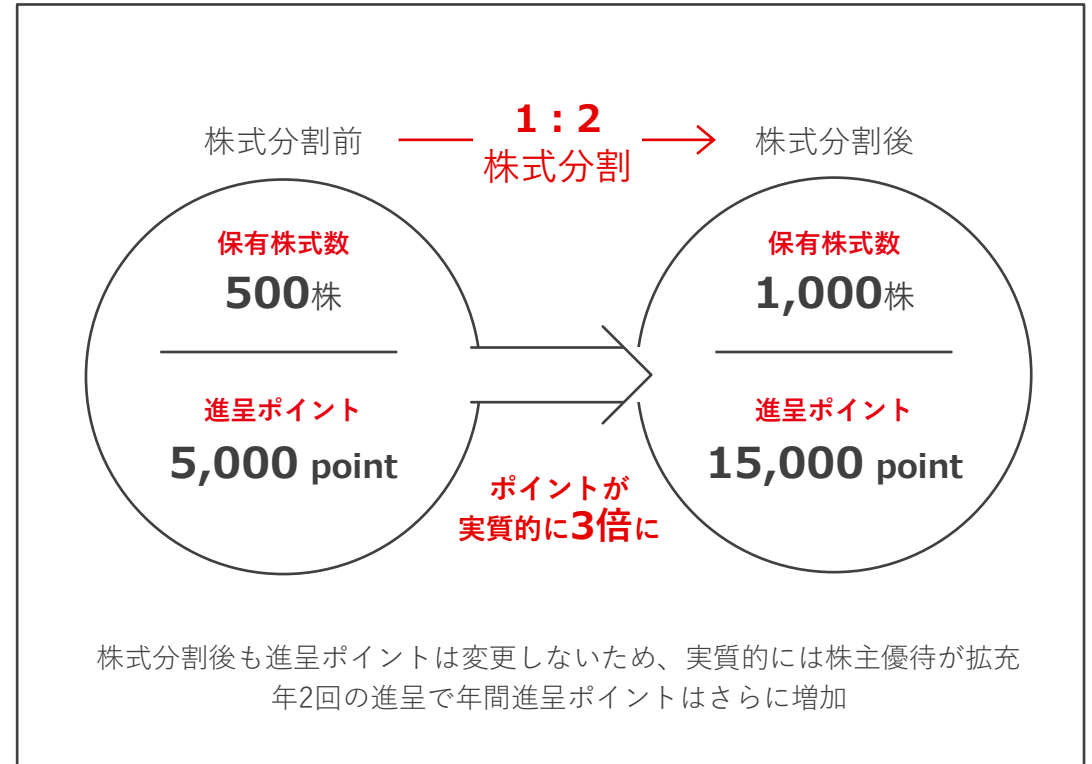 1：2
株式分割前
株式分割
株式分割後
保有株式数
500株
進呈ポイント
5,000 point
ポイントが
実質的に3倍に
保有株式数
1,000株
進呈ポイント
15,000 point
株式分割後も進呈ポイントは変更しないため、実質的には株主優待が拡充
年2回の進呈で年間進呈ポイントはさらに増加